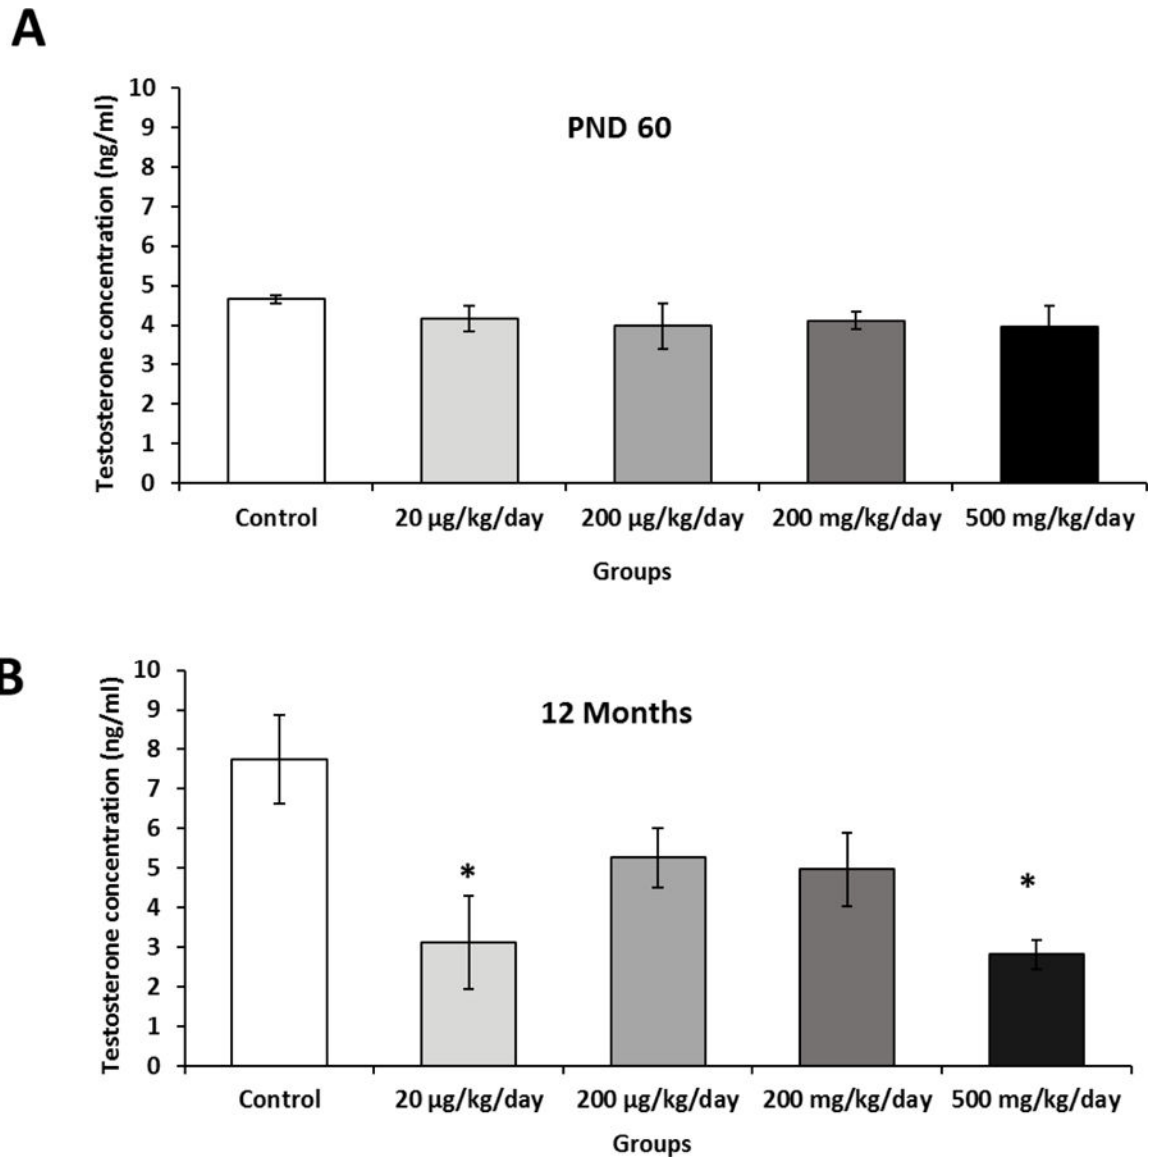 A
Testosterone concentration (ng/ml)
10
9
8
7
6
5
4
3
2
1
0
PND 60
Control 20 µg/kg/day 200 µg/kg/day 200 mg/kg/day 500 mg/kg/day
Groups
B
Testosterone concentration (ng/ml)
10
9
8
7
6
5
4
3
2
1
0
12 Months
*
*
Control 20 µg/kg/day 200 µg/kg/day 200 mg/kg/day 500 mg/kg/day
Groups